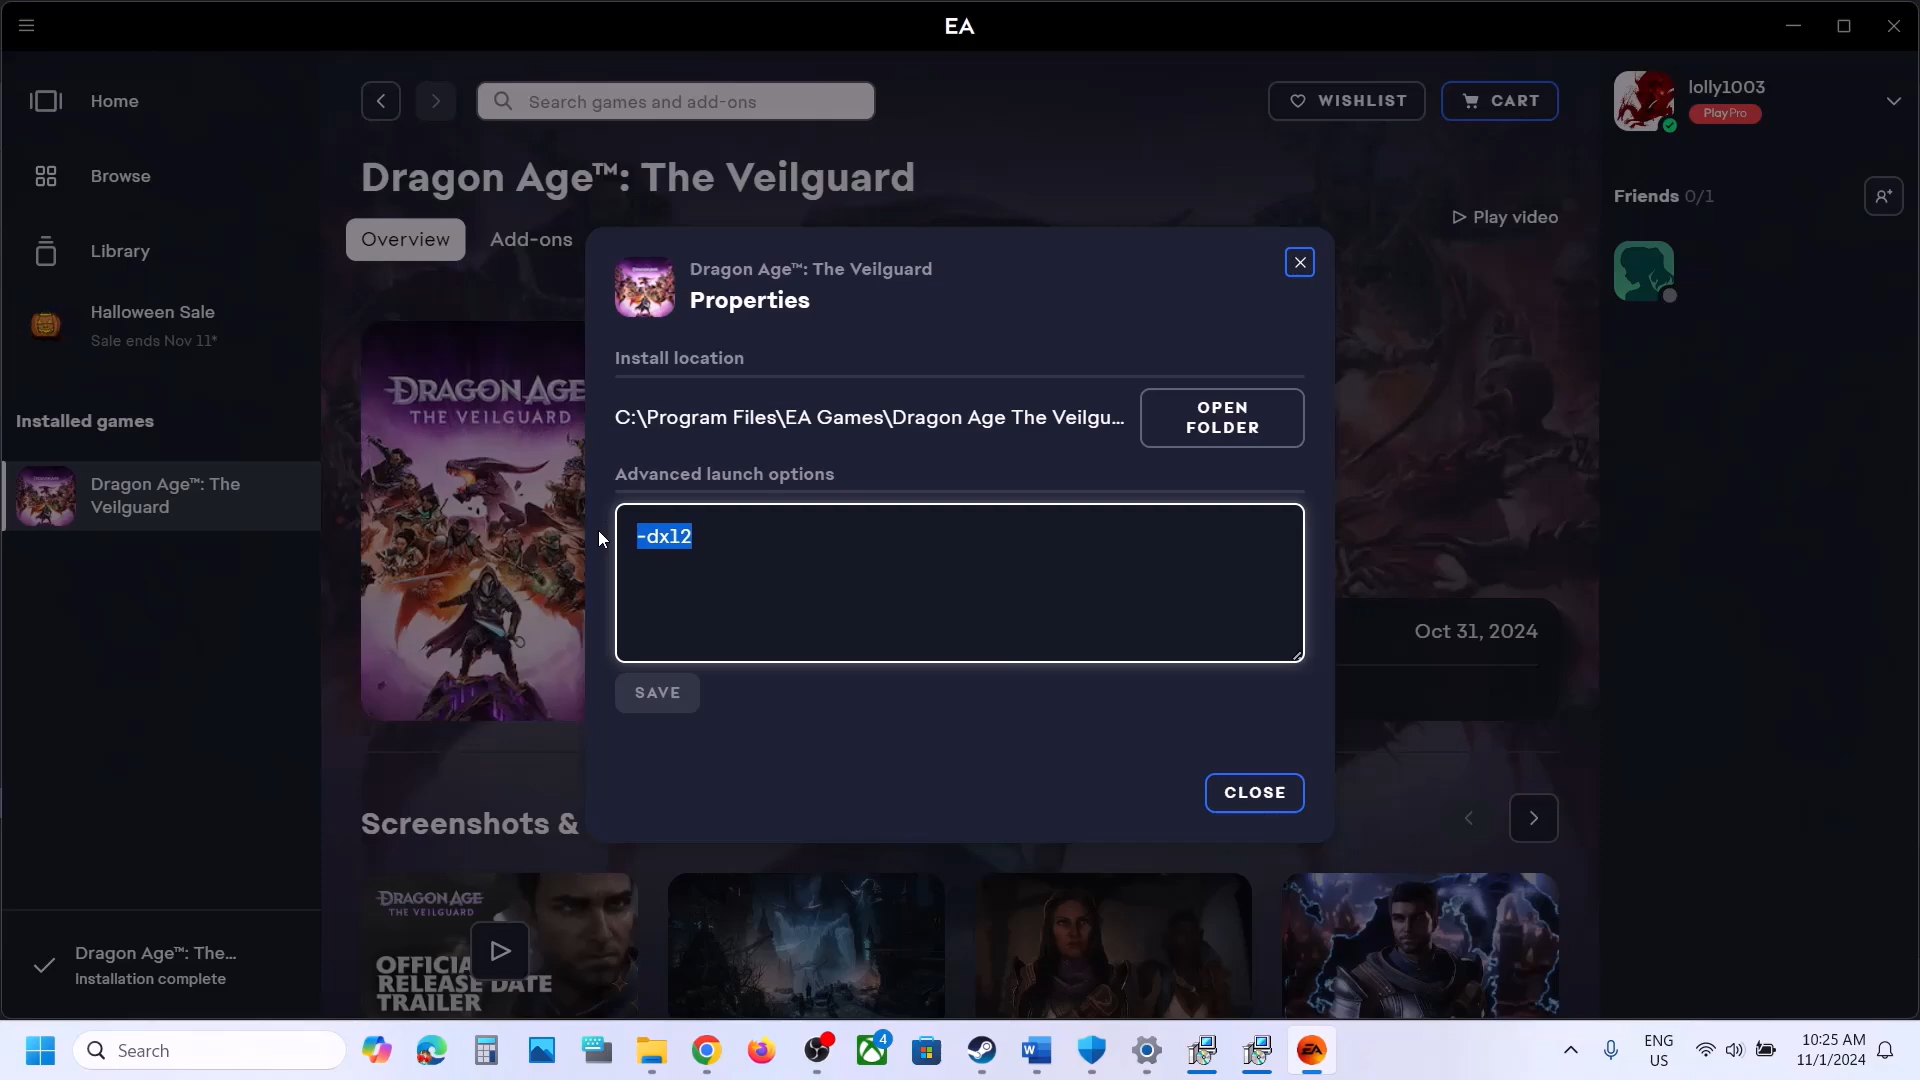 EA
Home
Search games and add-ons
WISHLIST
CART
lolly1003
PlayPro
Browse
Dragon Age™: The Veilguard
Friends 0/1
Play video
Overview
Add-ons
Library
Halloween Sale
Sale ends Nov 11*
Dragon Age™: The Veilguard
Properties
Install location
C:\Program Files\EA Games\Dragon Age The Veilgu...
OPEN
FOLDER
DRAGON AGE
THE VEILGUARD
Installed games
Dragon Age™: The
Veilguard
Advanced launch options
-dx12
SAVE
Oct 31, 2024
CLOSE
Screenshots &
DRAGON AGE
THE VEILGUARD
OFFICIA
RELEASE DATE
TRAILER
Dragon Age™: The...
Installation complete
Search
4
ENG
US
10:25 AM
11/1/2024